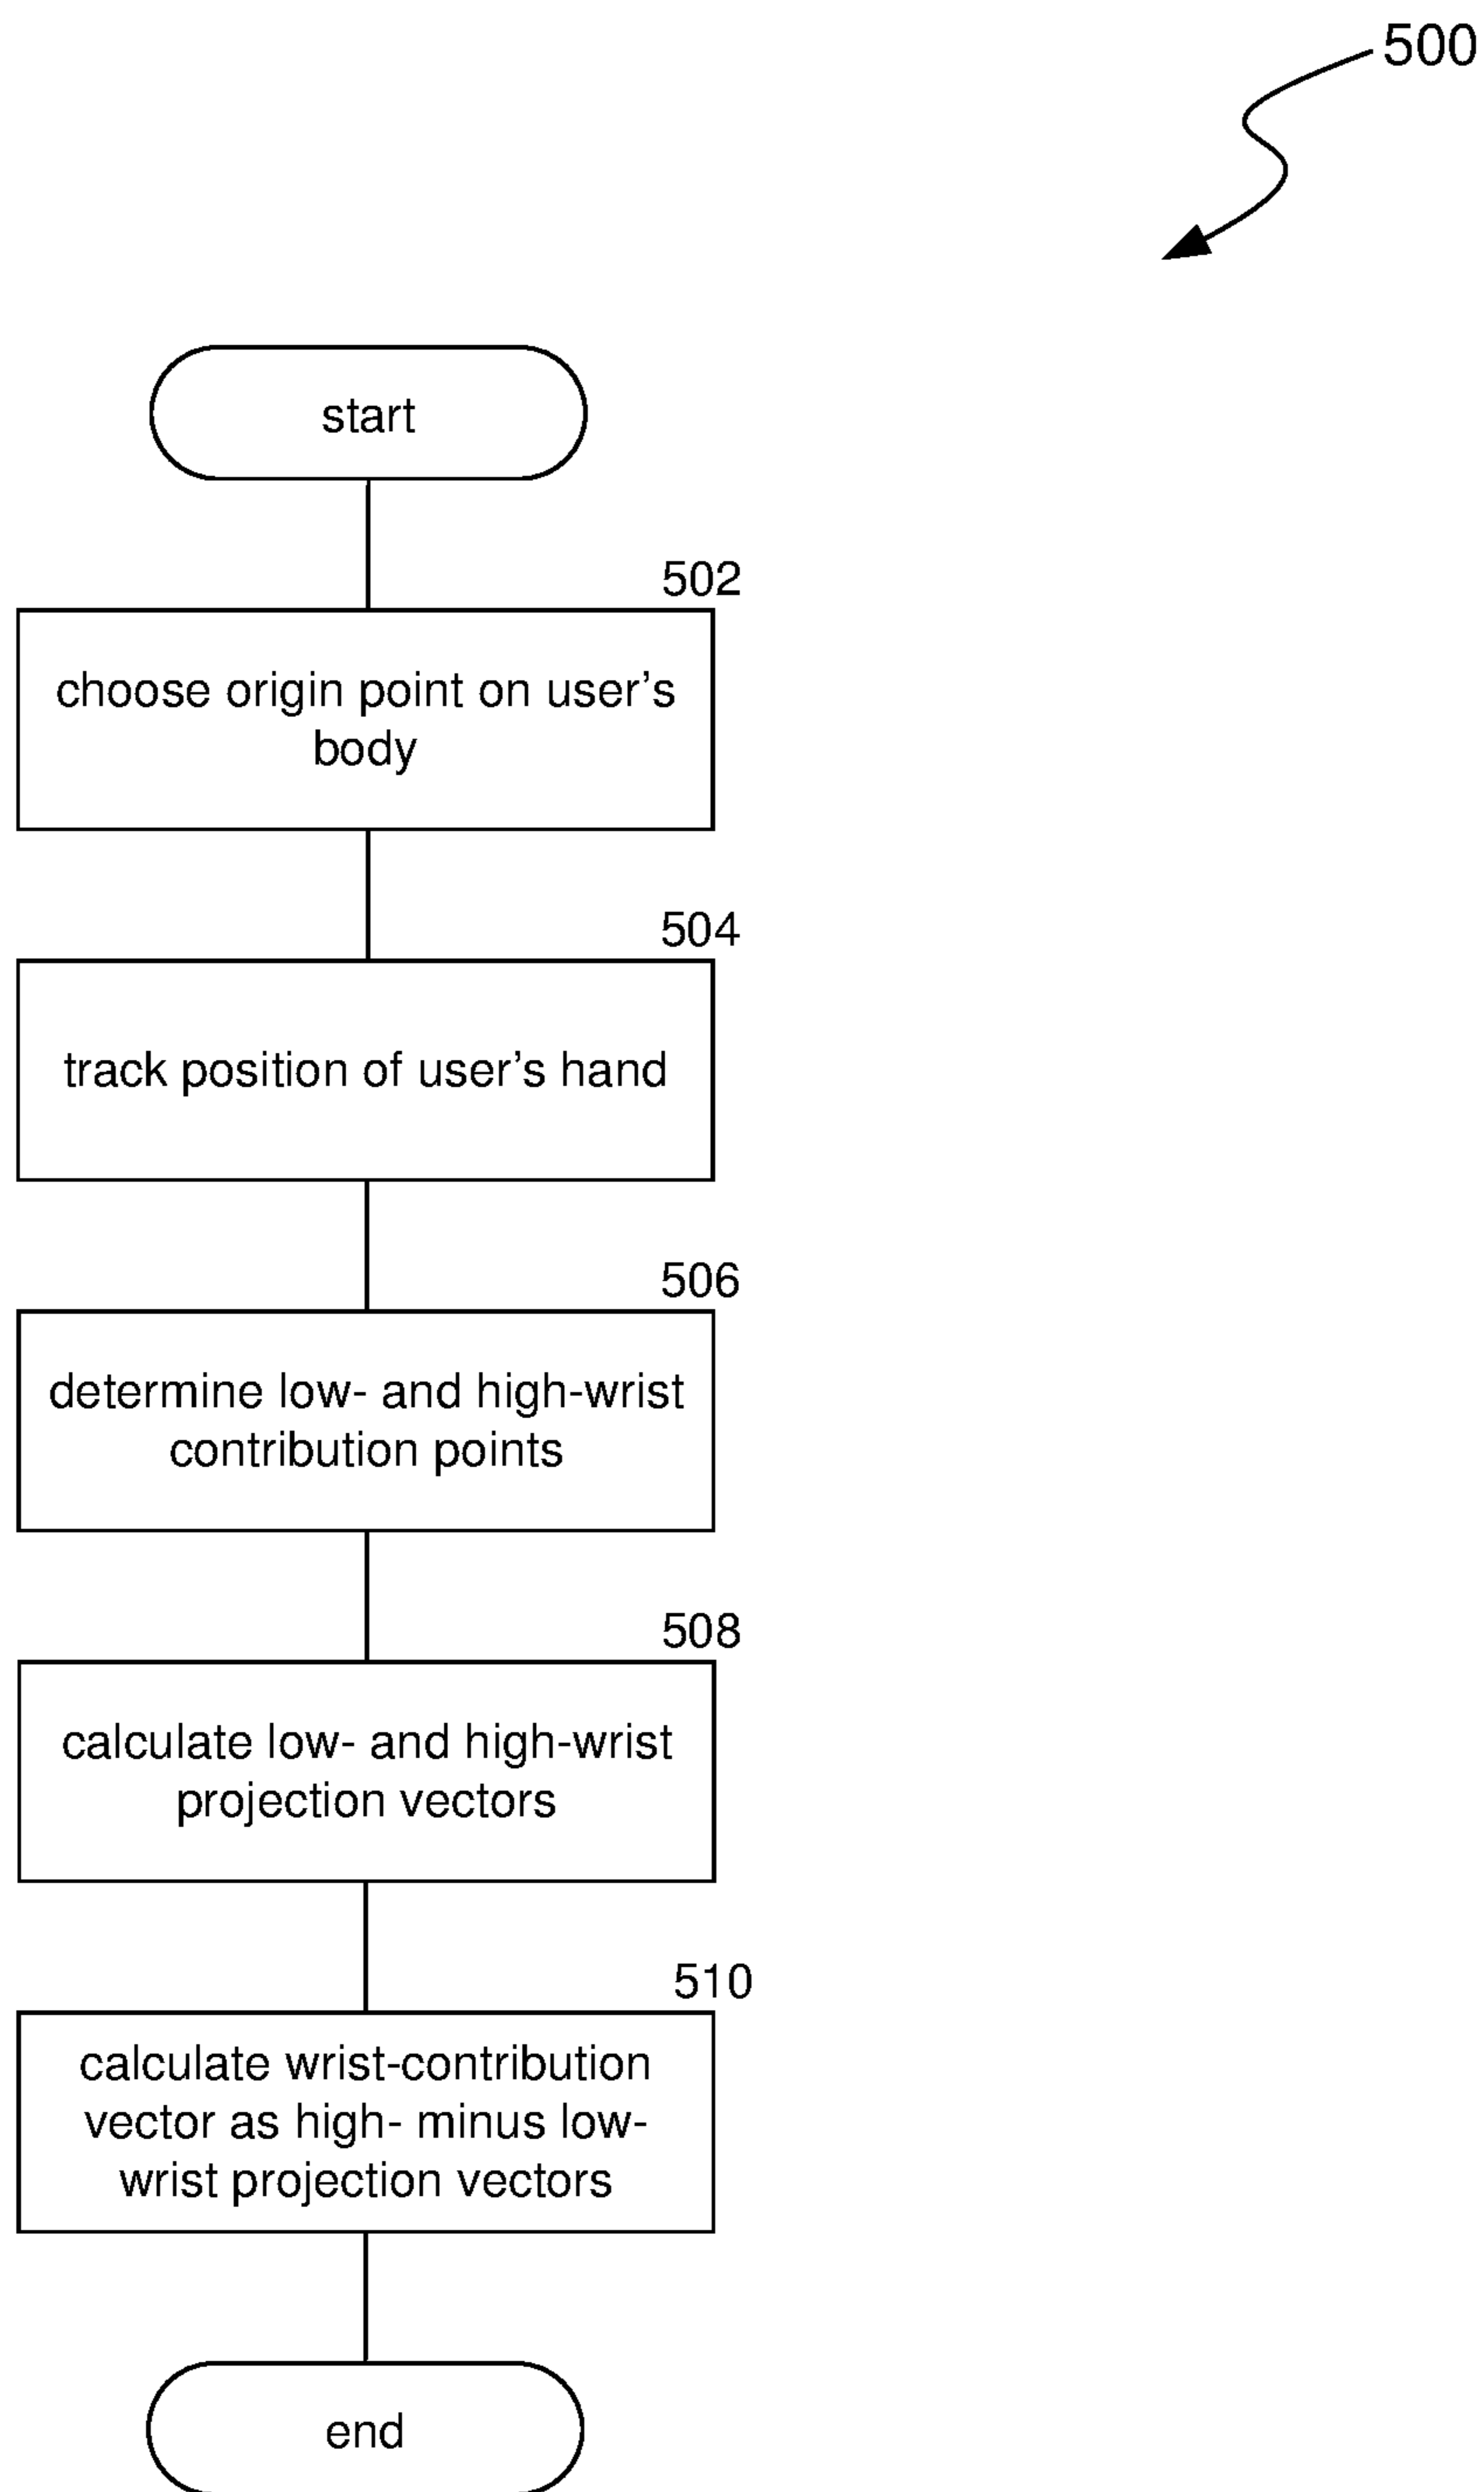 500
start
502
choose origin point on user's
body
504
track position of user's hand
506
determine low- and high-wrist
contribution points
508
calculate low- and high-wrist
projection vectors
510
calculate wrist-contribution
vector as high- minus low-
wrist projection vectors
end